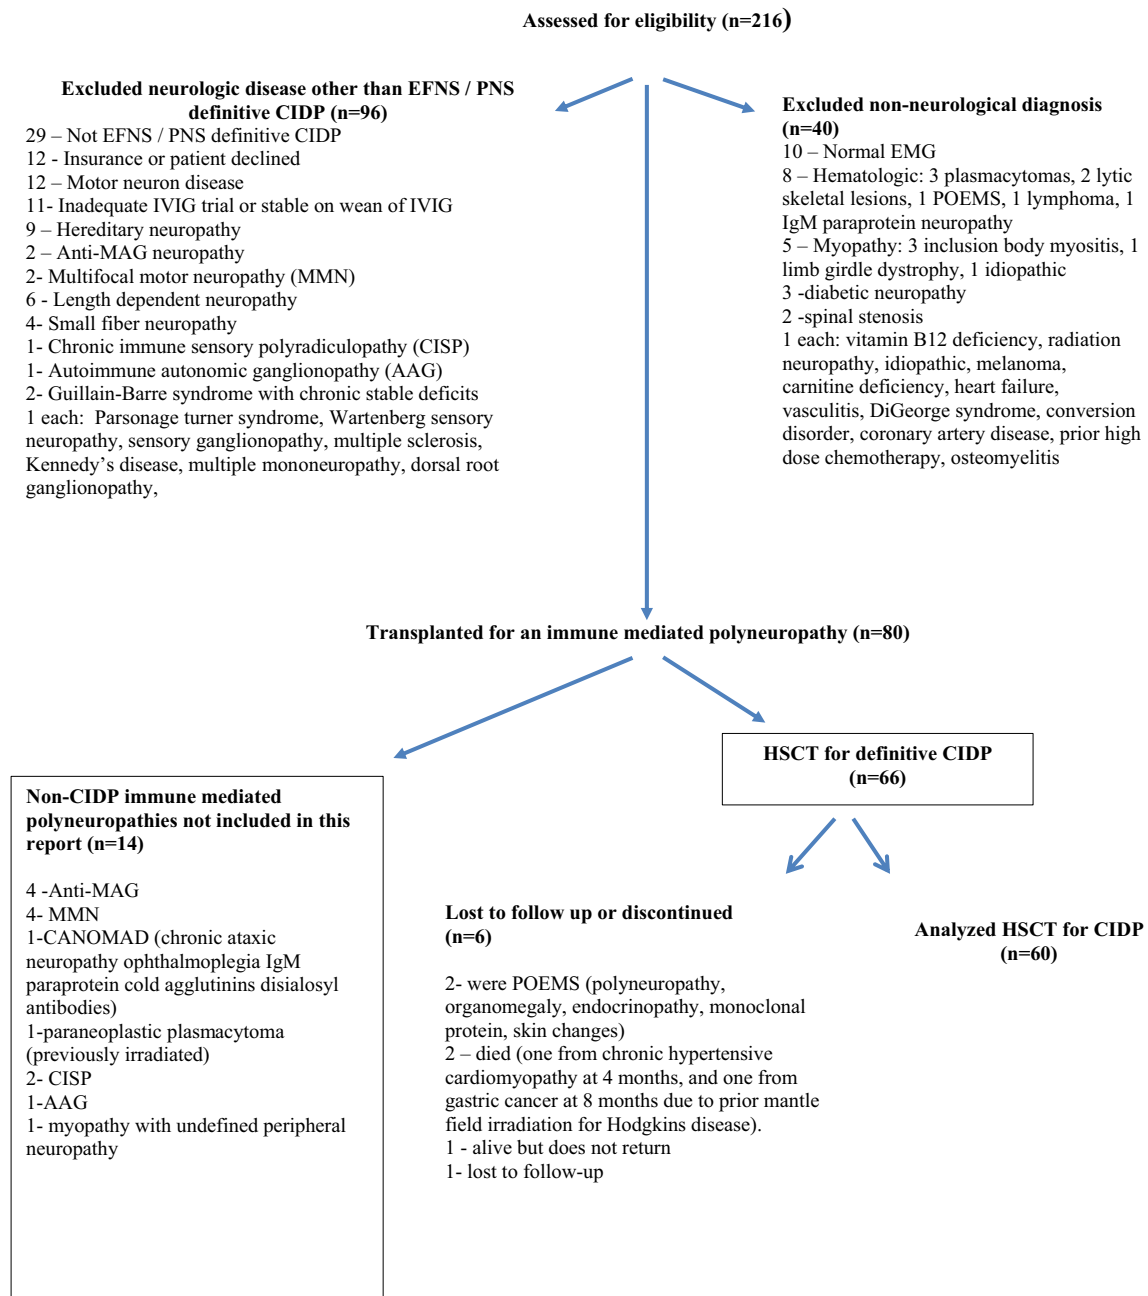 Assessed for eligibility (n=216)
Excluded neurologic disease other than EFNS / PNS
definitive CIDP (n=96)
29 – Not EFNS / PNS definitive CIDP
12 - Insurance or patient declined
12 – Motor neuron disease
11- Inadequate IVIG trial or stable on wean of IVIG
9 – Hereditary neuropathy
2 – Anti-MAG neuropathy
2- Multifocal motor neuropathy (MMN)
6 - Length dependent neuropathy
4- Small fiber neuropathy
1- Chronic immune sensory polyradiculopathy (CISP)
1- Autoimmune autonomic ganglionopathy (AAG)
2- Guillain-Barre syndrome with chronic stable deficits
1 each:  Parsonage turner syndrome, Wartenberg sensory
neuropathy, sensory ganglionopathy, multiple sclerosis,
Kennedy’s disease, multiple mononeuropathy, dorsal root
ganglionopathy,
Excluded non-neurological diagnosis
(n=40)
10 – Normal EMG
8 – Hematologic: 3 plasmacytomas, 2 lytic
skeletal lesions, 1 POEMS, 1 lymphoma, 1
IgM paraprotein neuropathy
5 – Myopathy: 3 inclusion body myositis, 1
limb girdle dystrophy, 1 idiopathic
3 -diabetic neuropathy
2 -spinal stenosis
1 each: vitamin B12 deficiency, radiation
neuropathy, idiopathic, melanoma,
carnitine deficiency, heart failure,
vasculitis, DiGeorge syndrome, conversion
disorder, coronary artery disease, prior high
dose chemotherapy, osteomyelitis
Transplanted for an immune mediated polyneuropathy (n=80)
Non-CIDP immune mediated
polyneuropathies not included in this
report (n=14)
4 -Anti-MAG
4- MMN
1-CANOMAD (chronic ataxic
neuropathy ophthalmoplegia IgM
paraprotein cold agglutinins disialosyl
antibodies)
1-paraneoplastic plasmacytoma
(previously irradiated)
2- CISP
1-AAG
1- myopathy with undefined peripheral
neuropathy
HSCT for definitive CIDP
(n=66)
Lost to follow up or discontinued
(n=6)
2- were POEMS (polyneuropathy,
organomegaly, endocrinopathy, monoclonal
protein, skin changes)
2 – died (one from chronic hypertensive
cardiomyopathy at 4 months, and one from
gastric cancer at 8 months due to prior mantle
field irradiation for Hodgkins disease).
1 - alive but does not return
1- lost to follow-up
Analyzed HSCT for CIDP
(n=60)